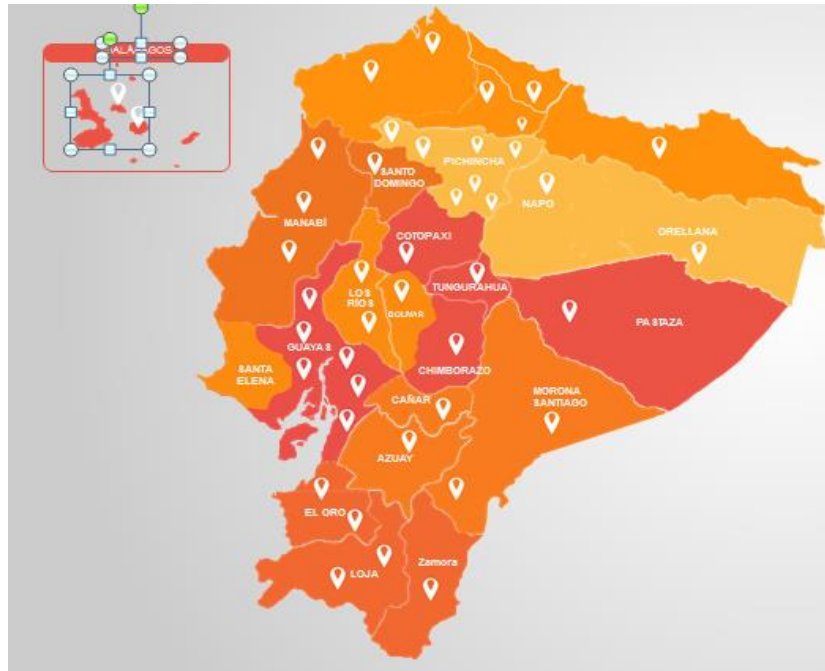 PICHINCHA
SANTO
DOMINGO
NAPO
MANABÍ
COTOPAXI
ORELLANA
TUNGURAHUA
LOS
RÍOS
BOLIVAR
PASTAZA
GUAYAS
SANTA
ELENA
CHIMBORAZO
MORONA
SANTIAGO
CAÑAR
AZUAY
EL ORO
Zamora
LOJA